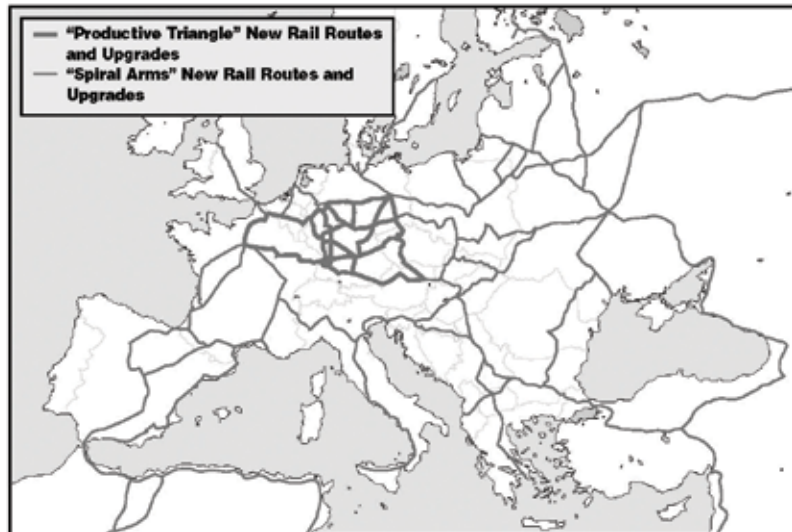 “Productive Triangle” New Rail Routes
and Upgrades
“Spiral Arms” New Rail Routes and
Upgrades